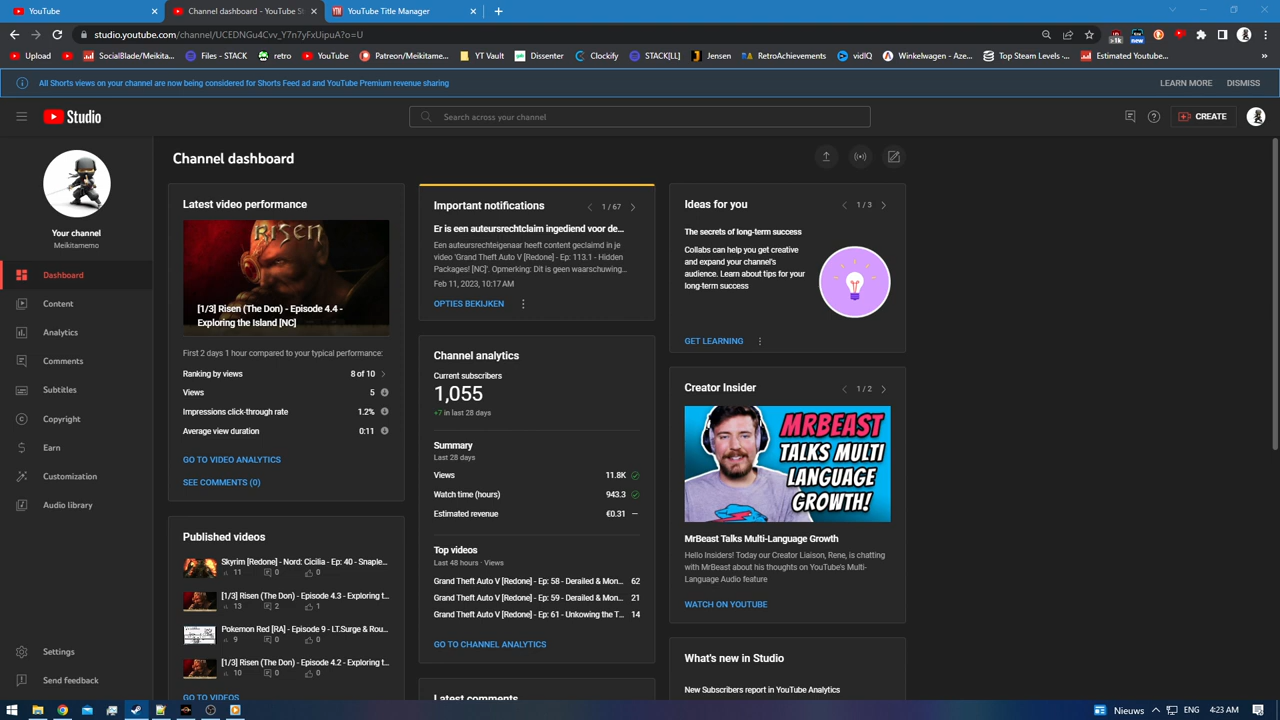 YouTube
Channel dashboard - YouTube S
YouTube Title Manager
studio.youtube.com/channel/UCEDNGu4Cvv_Y7n7yFxUipuA?o=U
Upload
SocialBlade/Meikita...
Files - STACK
retro
Patreon/Meikitame...
YT Vault
Dissenter
Clockify
STACK[LL]
Jensen
RetroAchievements
vidIQ
Winkelwagen - Aze...
Top Steam Levels -...
Estimated Youtube...
All Shorts views on your channel are now being considered for Shorts Feed ad and YouTube Premium revenue sharing
LEARN MORE
DISMISS
Studio
Search across your channel
CREATE
Your channel
Meikitamemo
Dashboard
Content
Analytics
Comments
Subtitles
Copyright
Earn
Customization
Audio library
Settings
Send feedback
Channel dashboard
Latest video performance
RISEN
[1/3] Risen (The Don) - Episode 4.4 -
Exploring the Island [NC]
First 2 days 1 hour compared to your typical performance:
Ranking by views 8 of 10
Views 5
Impressions click-through rate 1.2%
Average view duration 0:11
GO TO VIDEO ANALYTICS
SEE COMMENTS (0)
Published videos
Skyrim [Redone] - Nord: Cicilia - Ep: 40 - Snaple...
11 0 0
[1/3] Risen (The Don) - Episode 4.3 - Exploring t...
13 2 1
Pokemon Red [RA] - Episode 9 - LT.Surge & Rou...
9 0 0
[1/3] Risen (The Don) - Episode 4.2 - Exploring t...
10 0 0
GO TO VIDEOS
Important notifications
1 / 67
Er is een auteursrechtclaim ingediend voor de...
Een auteursrechteigenaar heeft content geclaimd in je
video 'Grand Theft Auto V [Redone] - Ep: 113.1 - Hidden
Packages! [NC]'. Opmerking: Dit is geen waarschuwing...
Feb 11, 2023, 10:17 AM
OPTIES BEKIJKEN
Channel analytics
Current subscribers
1,055
+7 in last 28 days
Summary
Last 28 days
Views 11.8K
Watch time (hours) 943.3
Estimated revenue €0.31 —
Top videos
Last 48 hours · Views
Grand Theft Auto V [Redone] - Ep: 58 - Derailed & Mon... 62
Grand Theft Auto V [Redone] - Ep: 59 - Derailed & Mon... 21
Grand Theft Auto V [Redone] - Ep: 61 - Unkowing the T... 14
GO TO CHANNEL ANALYTICS
Latest comments
Ideas for you
1 / 3
The secrets of long-term success
Collabs can help you get creative
and expand your channel's
audience. Learn about tips for your
long-term success
GET LEARNING
Creator Insider
1 / 2
MRBEAST
TALKS MULTI
LANGUAGE
GROWTH!
MrBeast Talks Multi-Language Growth
Hello Insiders! Today our Creator Liaison, Rene, is chatting
with MrBeast about his thoughts on YouTube's Multi-
Language Audio feature
WATCH ON YOUTUBE
What's new in Studio
New Subscribers report in YouTube Analytics
Nieuws
ENG
4:23 AM